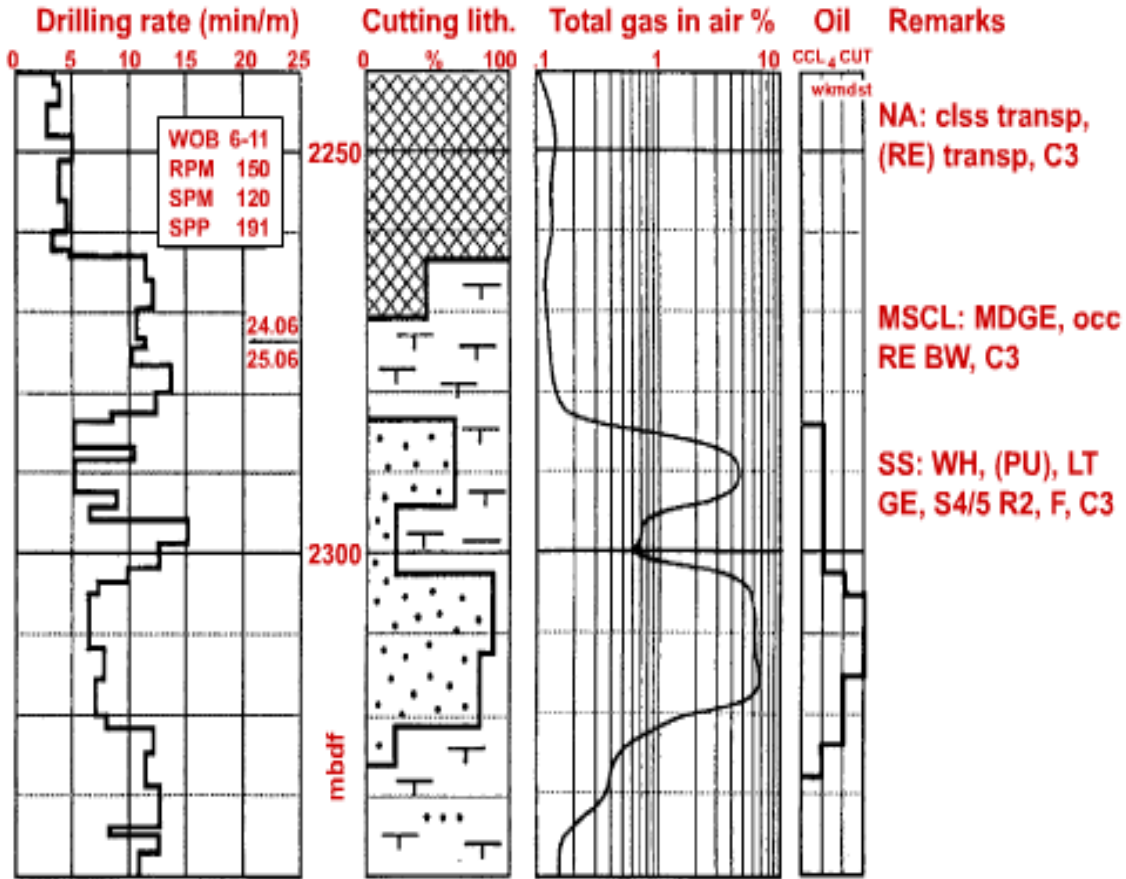 Drilling rate (min/m)
0 5 10 15 20 25
Cutting lith.
0 % 100
Total gas in air %
.1 1 10
Oil
CCL4 CUT
wkmdst
Remarks
WOB 6-11
RPM 150
SPM 120
SPP 191
2250
24.06
25.06
2300
mbdf
NA: clss transp,
(RE) transp, C3
MSCL: MDGE, occ
RE BW, C3
SS: WH, (PU), LT
GE, S4/5 R2, F, C3